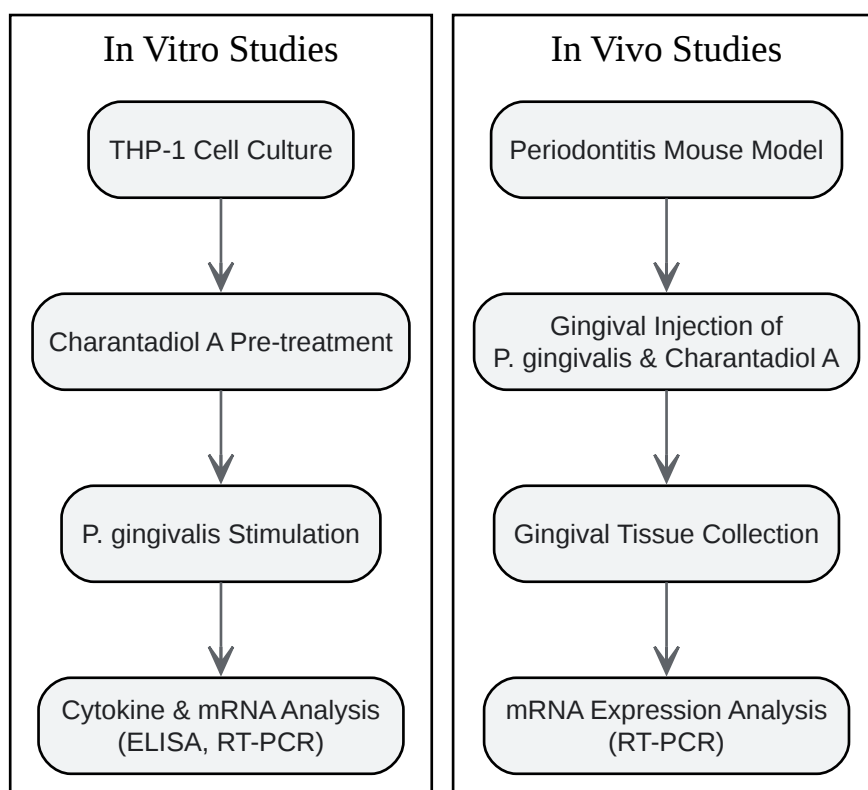 In Vitro Studies
THP-1 Cell Culture
Charantadiol A Pre-treatment
P. gingivalis Stimulation
Cytokine & mRNA Analysis
(ELISA, RT-PCR)
In Vivo Studies
Periodontitis Mouse Model
Gingival Injection of
P. gingivalis & Charantadiol A
Gingival Tissue Collection
mRNA Expression Analysis
(RT-PCR)